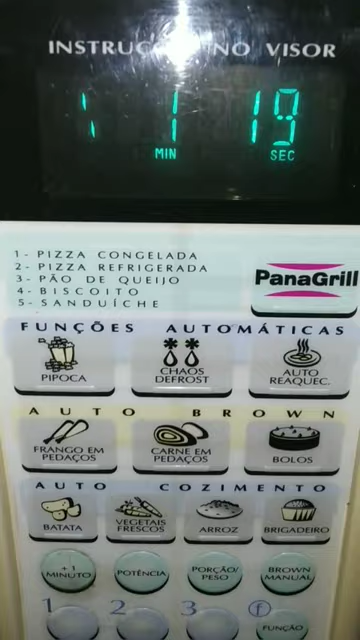 INSTRUÇÕES NO VISOR
1 19
MIN SEC
1- PIZZA CONGELADA
2- PIZZA REFRIGERADA
3- PÃO DE QUEIJO
4- BISCOITO
5- SANDUÍCHE
PanaGrill
FUNÇÕES AUTOMÁTICAS
PIPOCA
CHAOS
DEFROST
AUTO
REAQUEC.
AUTO BROWN
FRANGO EM
PEDAÇOS
CARNE EM
PEDAÇOS
BOLOS
AUTO COZIMENTO
BATATA
VEGETAIS
FRESCOS
ARROZ
BRIGADEIRO
+1
MINUTO
POTÊNCIA
PORÇÃO/
PESO
BROWN
MANUAL
1 2 3 f
FUNÇÃO